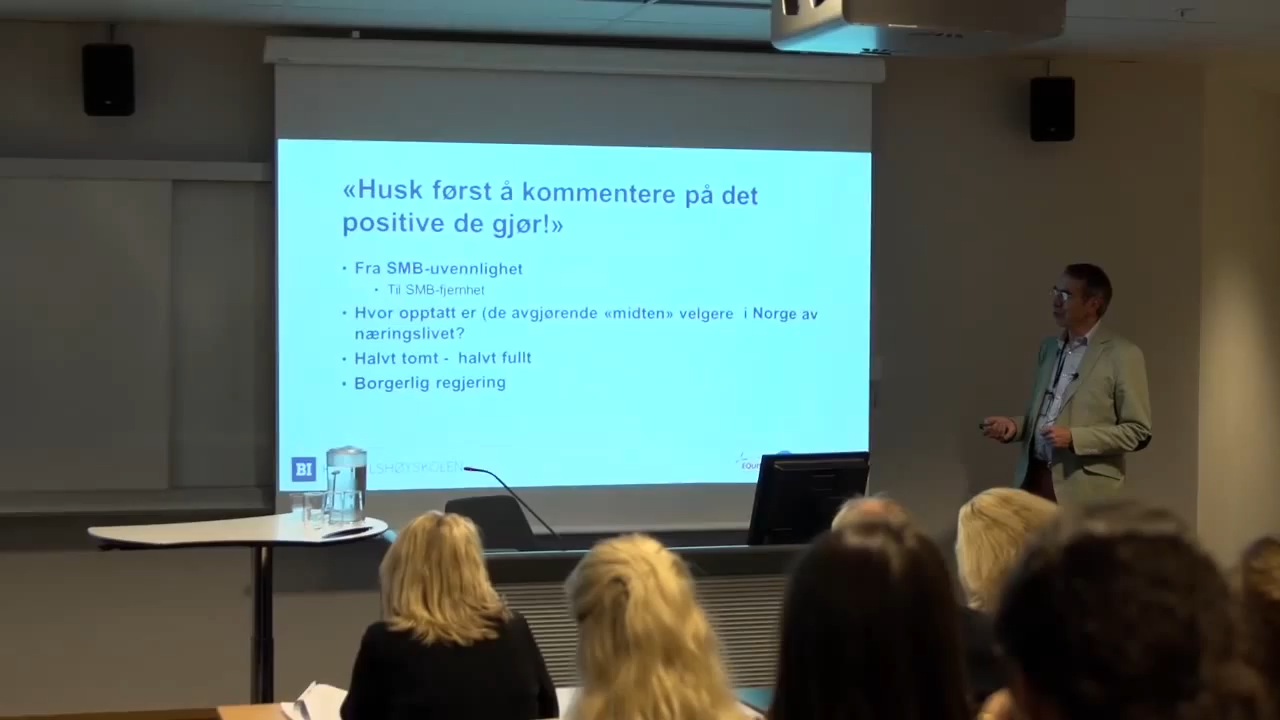 «Husk først å kommentere på det
positive de gjør!»
• Fra SMB-uvennlighet
• Til SMB-fjernhet
• Hvor opptatt er (de avgjørende «midten» velgere i Norge av
næringslivet?
• Halvt tomt - halvt fullt
• Borgerlig regjering
BI